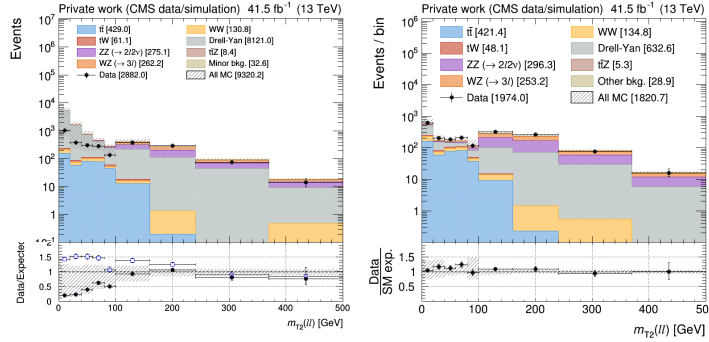 Private work (CMS data/simulation) 41.5 fb⁻¹ (13 TeV)
Events
tt̄ [429.0]
tW [61.1]
ZZ (→ 2l2ν) [275.1]
WZ (→ 3l) [262.2]
Data [2882.0]
WW [130.8]
Drell-Yan [8121.0]
tt̄Z [8.4]
Minor bkg. [32.6]
All MC [9320.2]
10⁷
10⁶
10⁵
10⁴
10³
10²
10
1
Data/Expected
2
1.5
1
0.5
0
0 100 200 300 400 500
m_T2(ll) [GeV]
Private work (CMS data/simulation) 41.5 fb⁻¹ (13 TeV)
Events / bin
tt̄ [421.4]
tW [48.1]
ZZ (→ 2l2ν) [296.3]
WZ (→ 3l) [253.2]
Data [1974.0]
WW [134.8]
Drell-Yan [632.6]
tt̄Z [5.3]
Other bkg. [28.9]
All MC [1820.7]
10⁶
10⁵
10⁴
10³
10²
10
1
Data
SM exp.
1.5
1
0.5
0 100 200 300 400 500
m_T2(ll) [GeV]